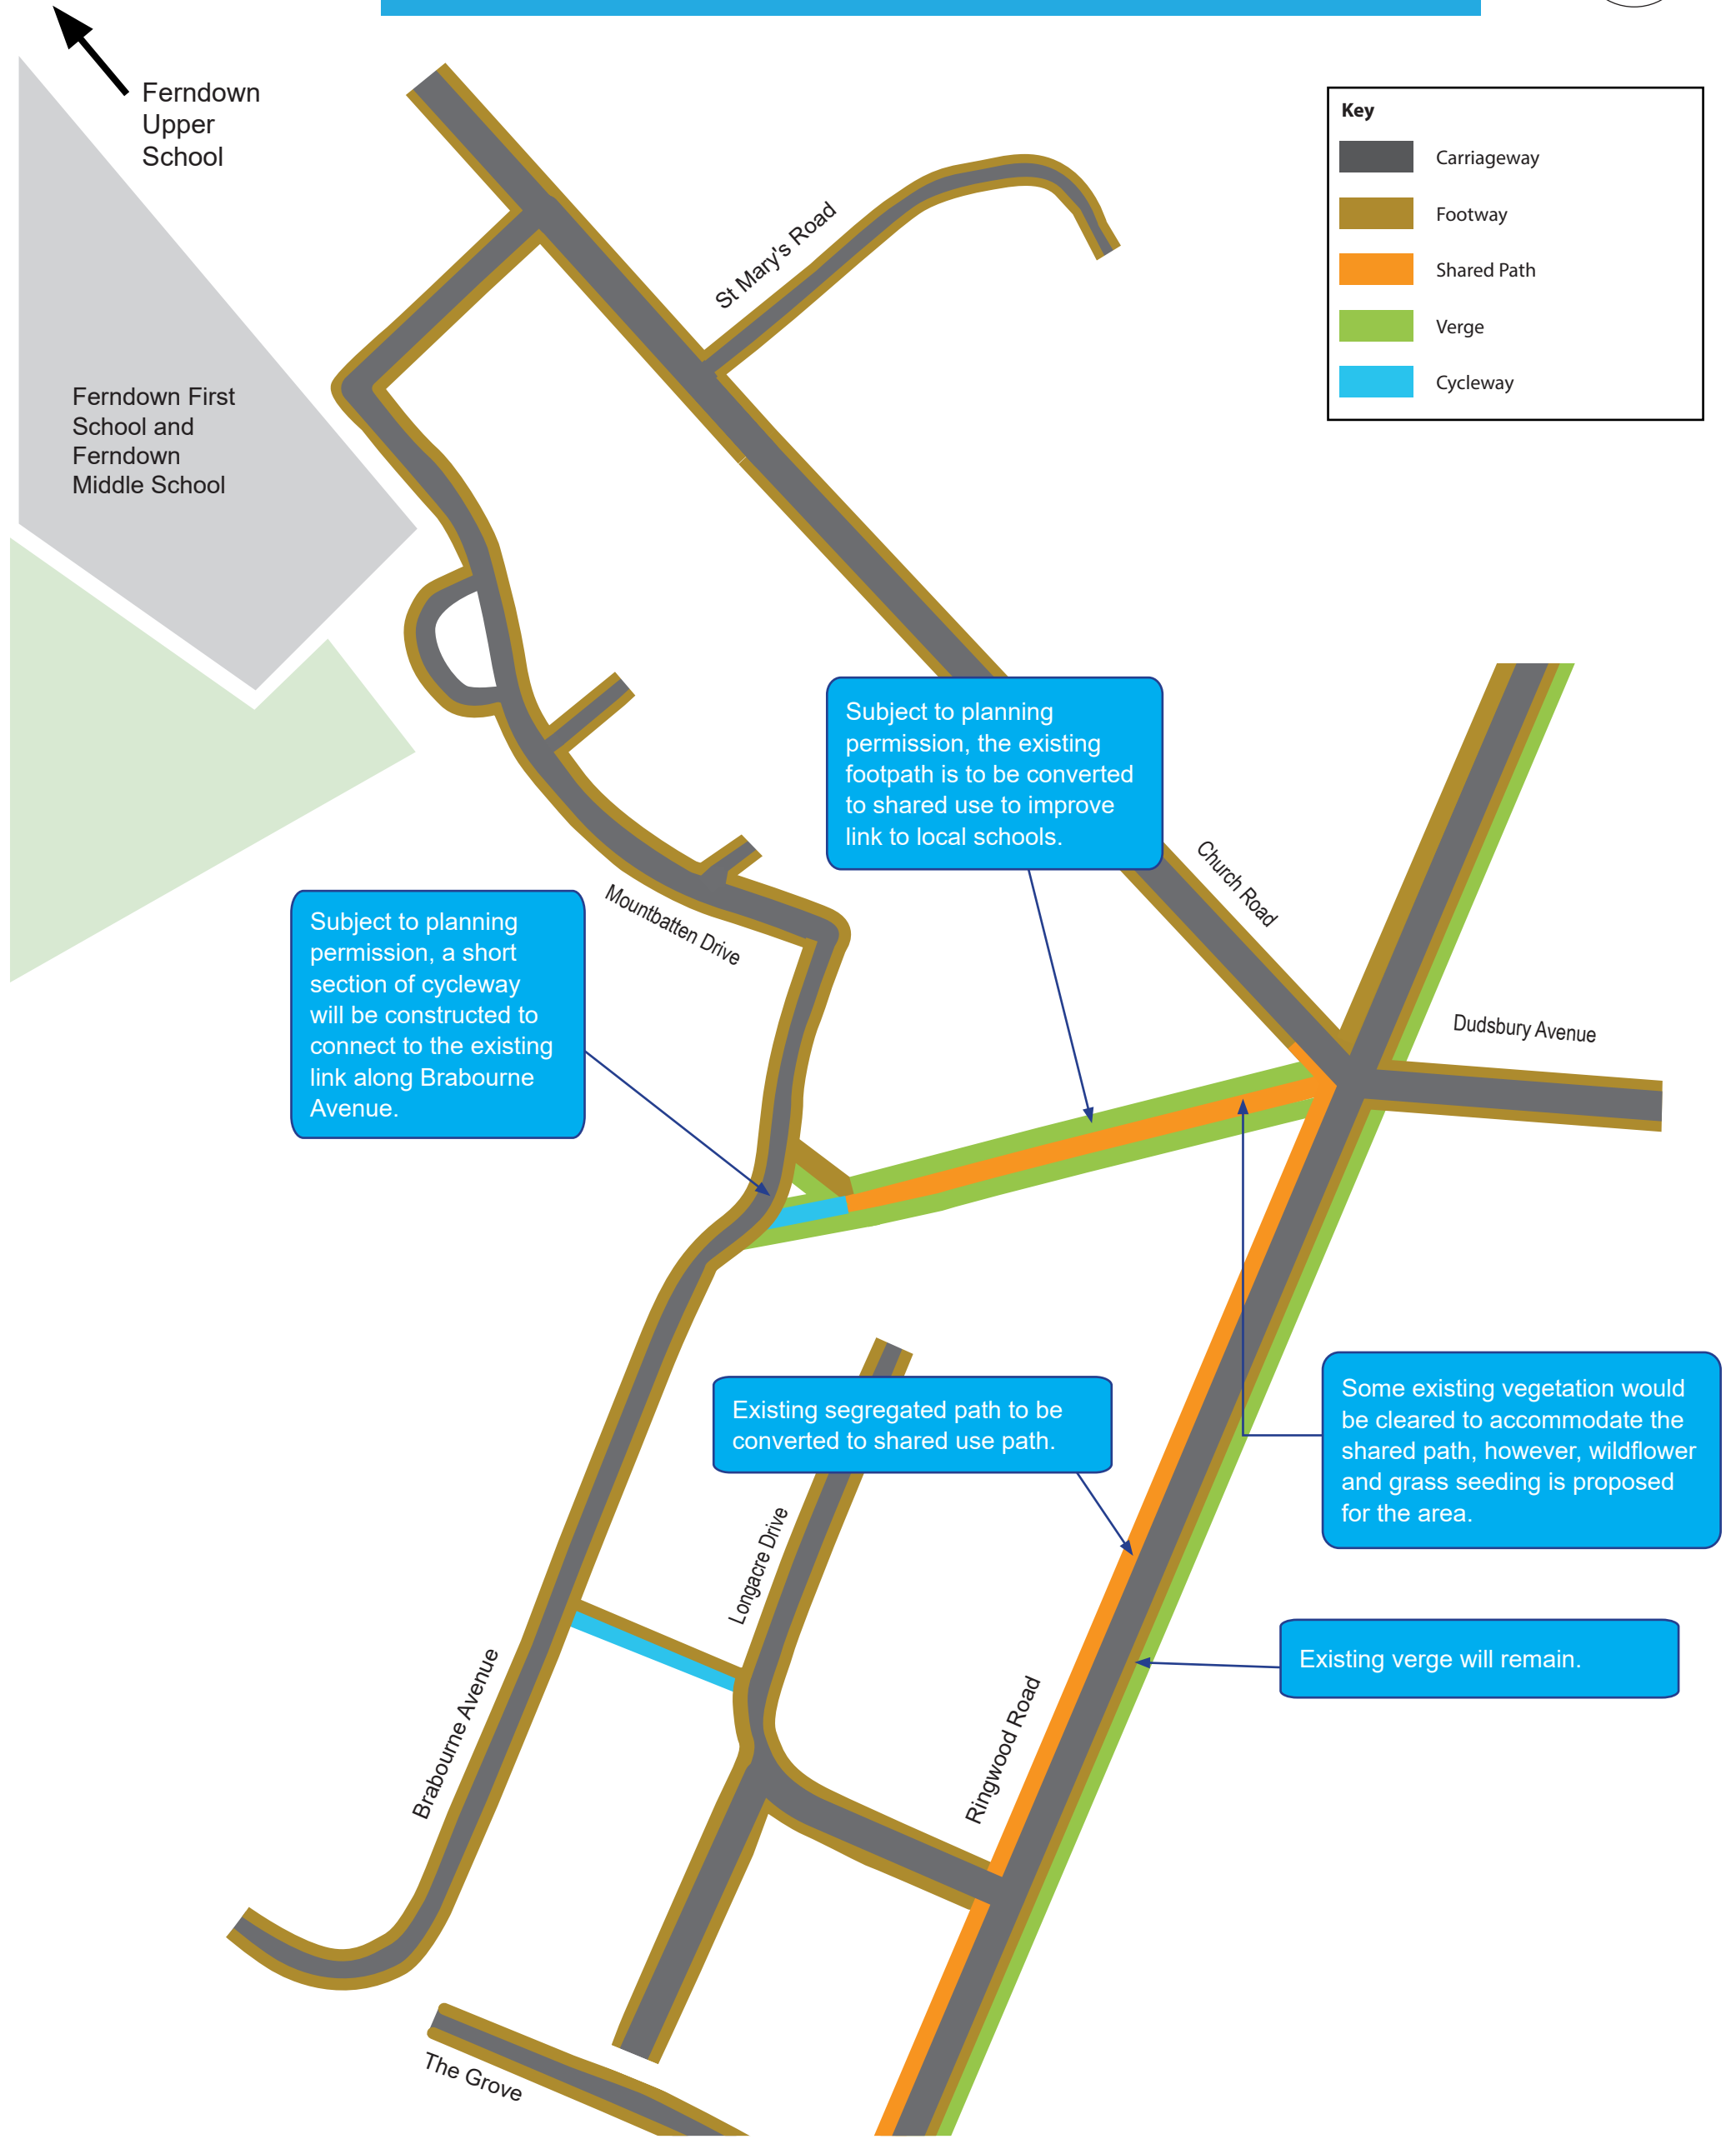 Ferndown
Upper
School
Key
Carriageway
Footway
Shared Path
Verge
Cycleway
St Mary's Road
Ferndown First
School and
Ferndown
Middle School
Subject to planning
permission, the existing
footpath is to be converted
to shared use to improve
link to local schools.
Church Road
Mountbatten Drive
Subject to planning
permission, a short
section of cycleway
will be constructed to
connect to the existing
link along Brabourne
Avenue.
Dudsbury Avenue
Existing segregated path to be
converted to shared use path.
Some existing vegetation would
be cleared to accommodate the
shared path, however, wildflower
and grass seeding is proposed
for the area.
Longacre Drive
Existing verge will remain.
Brabourne Avenue
Ringwood Road
The Grove